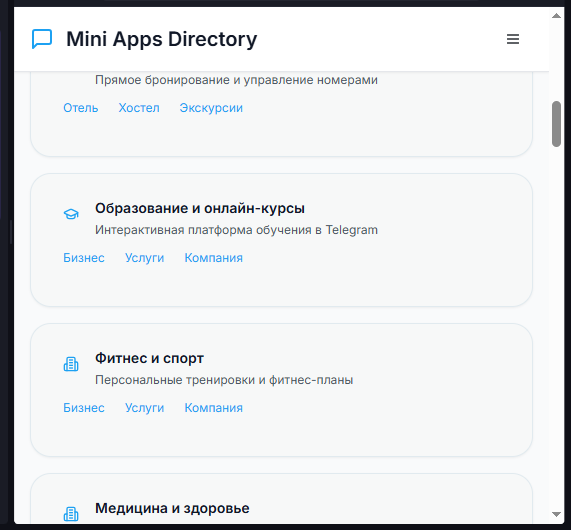 Mini Apps Directory
Прямое бронирование и управление номерами
Отель Хостел Экскурсии
Образование и онлайн-курсы
Интерактивная платформа обучения в Telegram
Бизнес Услуги Компания
Фитнес и спорт
Персональные тренировки и фитнес-планы
Бизнес Услуги Компания
Медицина и здоровье